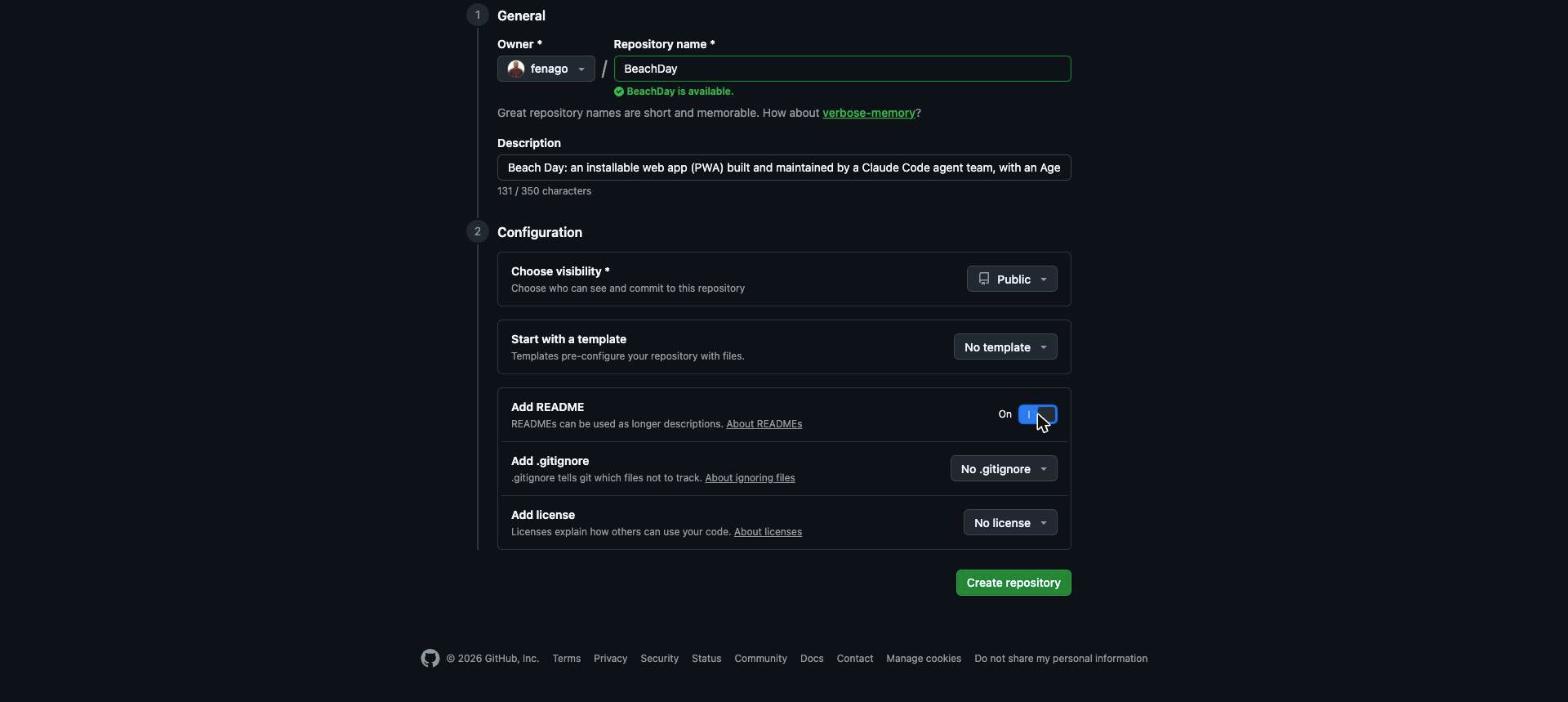 1 General
Owner * Repository name *
fenago / BeachDay
BeachDay is available.
Great repository names are short and memorable. How about verbose-memory?
Description
Beach Day: an installable web app (PWA) built and maintained by a Claude Code agent team, with an Age
131 / 350 characters
2 Configuration
Choose visibility *
Choose who can see and commit to this repository
Public
Start with a template
Templates pre-configure your repository with files.
No template
Add README
READMEs can be used as longer descriptions. About READMEs
On
Add .gitignore
.gitignore tells git which files not to track. About ignoring files
No .gitignore
Add license
Licenses explain how others can use your code. About licenses
No license
Create repository
© 2026 GitHub, Inc. Terms Privacy Security Status Community Docs Contact Manage cookies Do not share my personal information